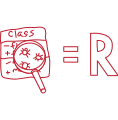 class
= R